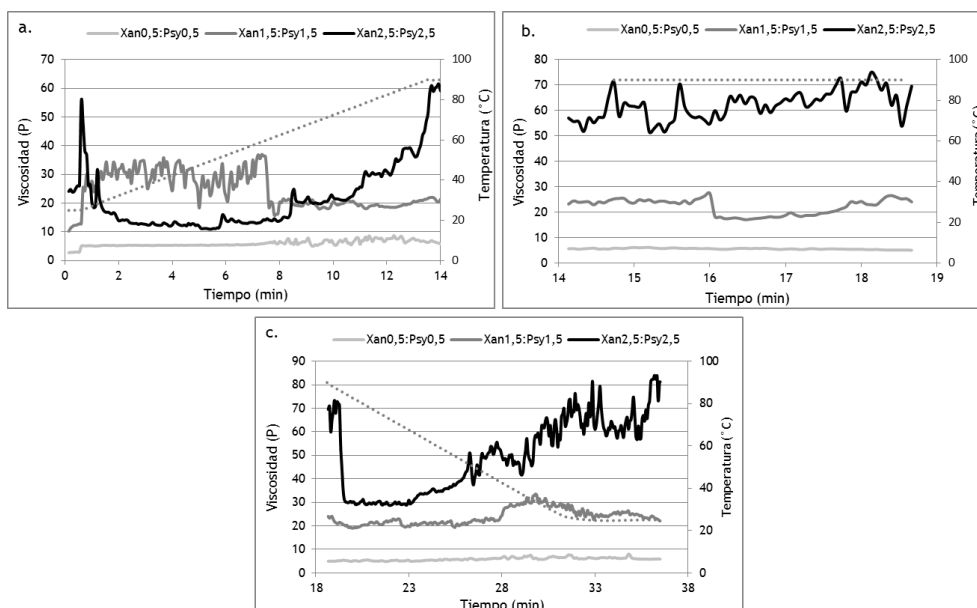 a.
Xan0,5:Psy0,5 Xan1,5:Psy1,5 Xan2,5:Psy2,5
Viscosidad (P)
70
60
50
40
30
20
10
0
100
80
60
40
20
0
Temperatura (°C)
0 2 4 6 8 10 12 14
Tiempo (min)
b.
Xan0,5:Psy0,5 Xan1,5:Psy1,5 Xan2,5:Psy2,5
Viscosidad (P)
80
70
60
50
40
30
20
10
0
100
80
60
40
20
0
Temperatura (°C)
14 15 16 17 18 19
Tiempo (min)
c.
Xan0,5:Psy0,5 Xan1,5:Psy1,5 Xan2,5:Psy2,5
Viscosidad (P)
90
80
70
60
50
40
30
20
10
0
100
80
60
40
20
0
Temperatura (°C)
18 23 28 33 38
Tiempo (min)